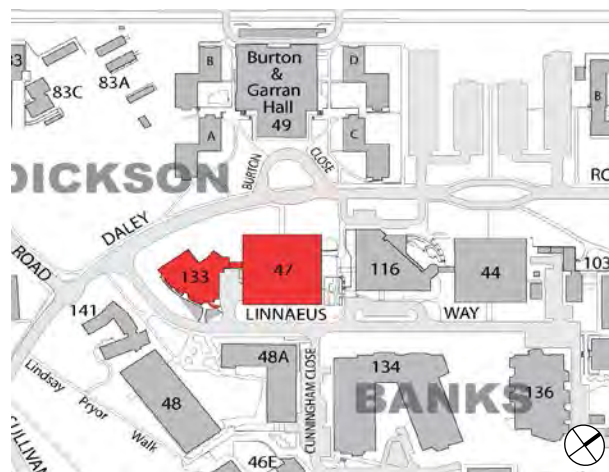 83
83C
83A
B
Burton
&
Garran
Hall
49
D
A
C
B
DICKSON
BURTON
CLOSE
RO
DALEY
ROAD
133
47
116
44
103
LINNAEUS
WAY
141
48A
CUNNINGHAM CLOSE
134
BANKS
136
48
Lindsay
Pryor
Walk
SULLIVAN
46E